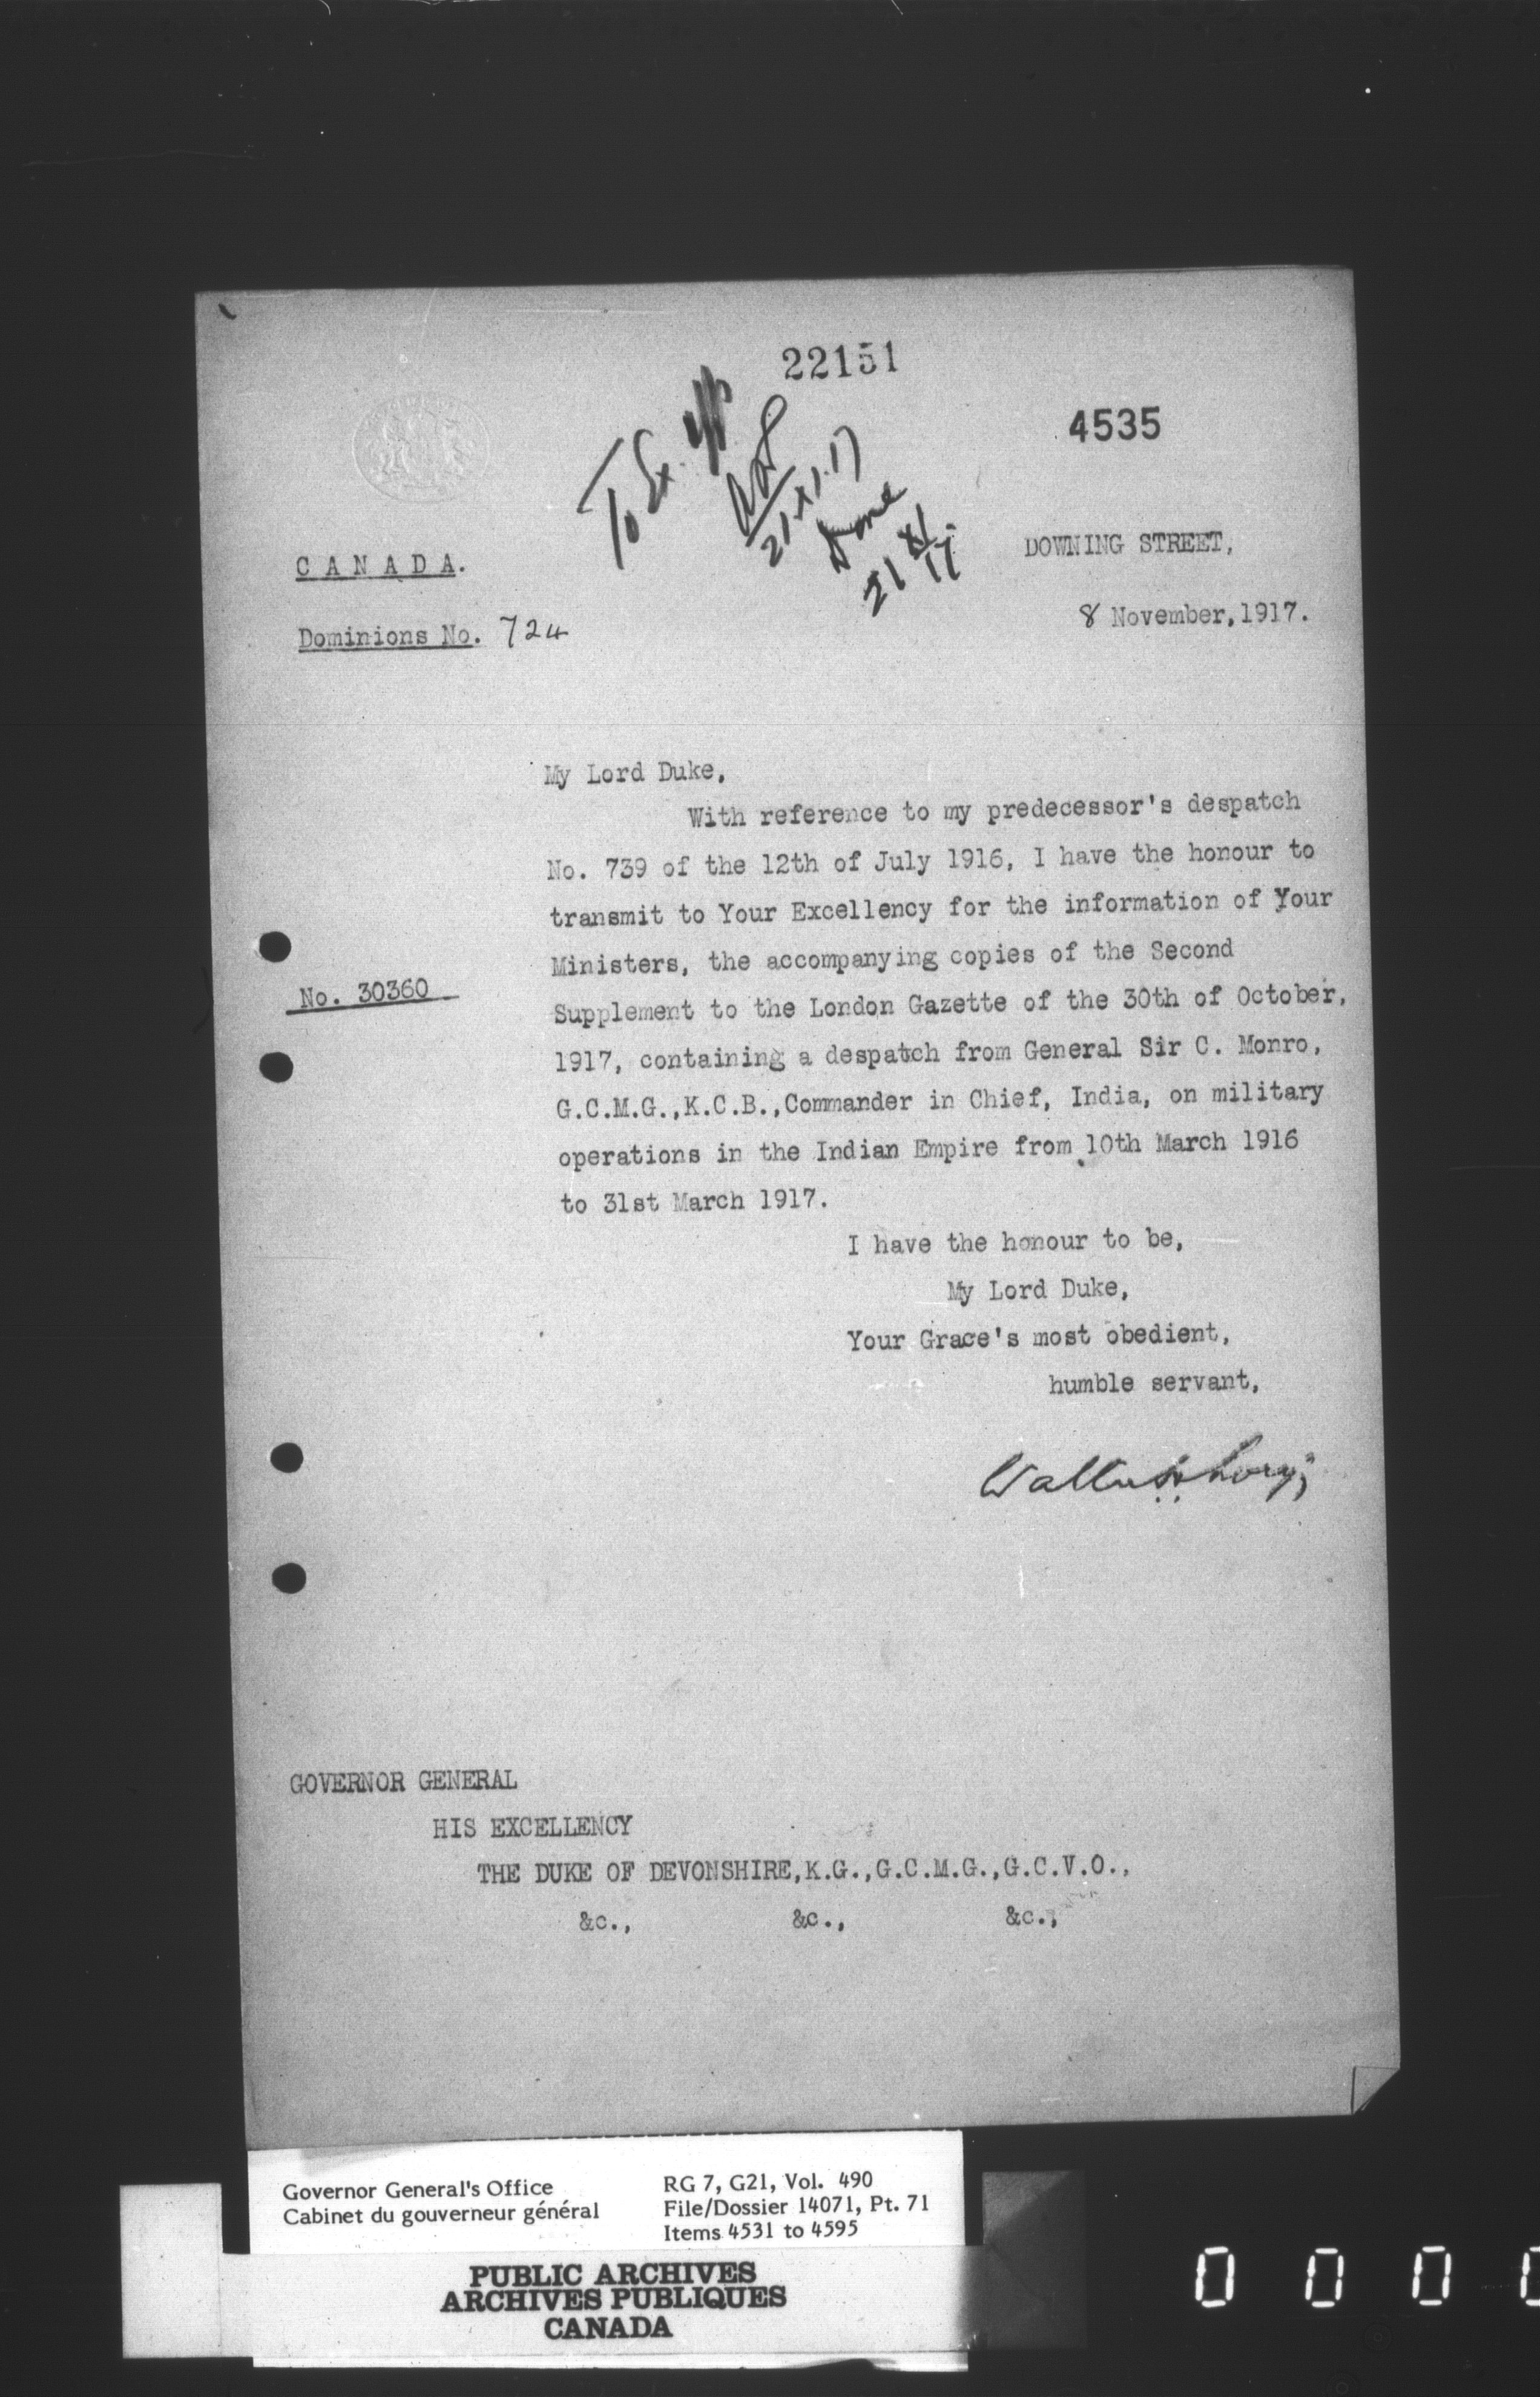 22151
4535
To Ex.
21.XI.17
Done
21 XI 17.
CANADA.
DOWNING STREET,
Dominions No. 724
8 November, 1917.
My Lord Duke,
With reference to my predecessor's despatch
No. 739 of the 12th of July 1916, I have the honour to
transmit to Your Excellency for the information of Your
Ministers, the accompanying copies of the Second
No. 30360
Supplement to the London Gazette of the 30th of October,
1917, containing a despatch from General Sir C. Monro,
G.C.M.G.,K.C.B.,Commander in Chief, India, on military
operations in the Indian Empire from 10th March 1916
to 31st March 1917.
I have the honour to be,
My Lord Duke,
Your Grace's most obedient,
humble servant,
Walter H. Long
GOVERNOR GENERAL
HIS EXCELLENCY
THE DUKE OF DEVONSHIRE,K.G.,G.C.M.G.,G.C.V.O.,
&c., &c., &c.,
Governor General's Office
Cabinet du gouverneur général
RG 7, G21, Vol. 490
File/Dossier 14071, Pt. 71
Items 4531 to 4595
PUBLIC ARCHIVES
ARCHIVES PUBLIQUES
CANADA
0 0 0